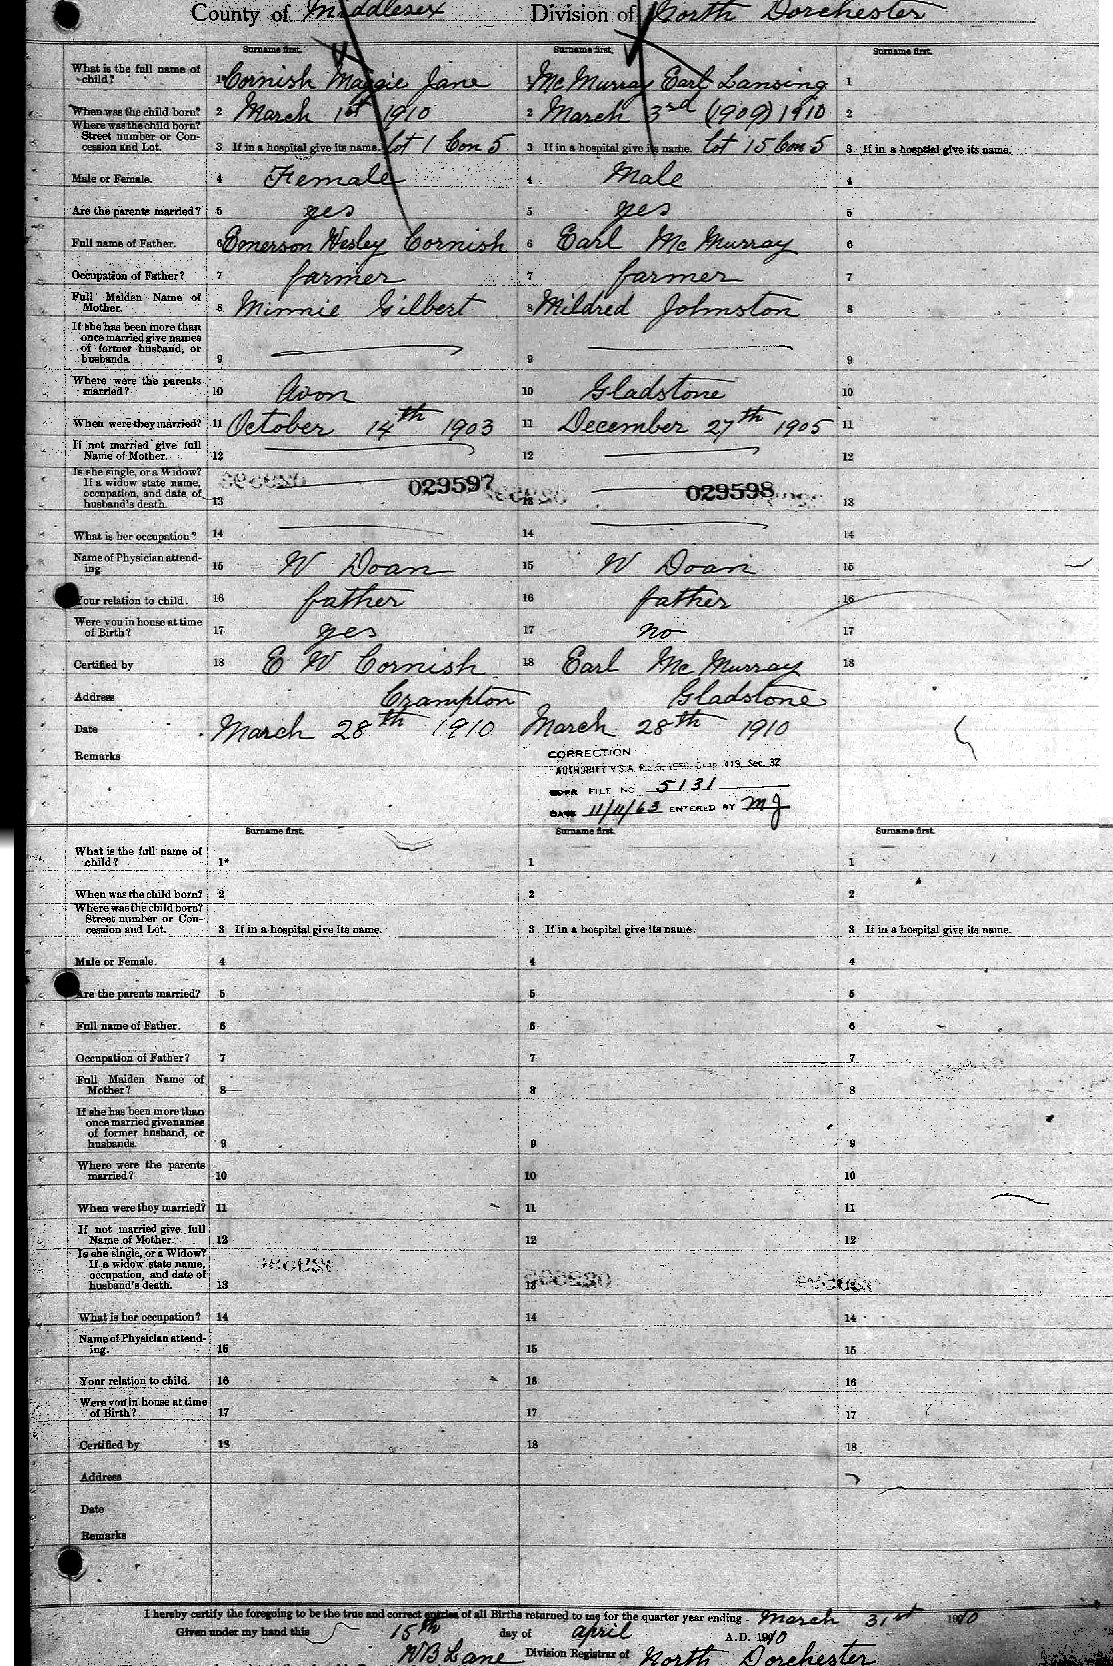 County of Middlesex Division of North Dorchester
Surname first. Surname first. Surname first.
What is the full name of child? 1 Cornish Maggie Jane 1 McMurray Earl Lansing 1
When was the child born? 2 March 1st 1910 2 March 3rd (1909) 1910 2
Where was the child born? Street number or Concession and Lot. 3 If in a hospital give its name. Lot 1 Con 5 3 If in a hospital give its name. Lot 15 Con 5 3 If in a hospital give its name.
Male or Female. 4 Female 4 Male 4
Are the parents married? 5 yes 5 yes 5
Full name of Father. 6 Emerson Wesley Cornish 6 Earl McMurray 6
Occupation of Father? 7 farmer 7 farmer 7
Full Maiden Name of Mother. 8 Minnie Gilbert 8 Mildred Johnston 8
If she has been more than once married give names of former husband, or husbands. 9 9 9
Where were the parents married? 10 Avon 10 Gladstone 10
When were they married? 11 October 14th 1903 11 December 27th 1905 11
If not married give full Name of Mother. 12 12 12
Is she single, or a Widow? If a widow state name, occupation, and date of husband's death. 13 029597 13 029598 13
What is her occupation? 14 14 14
Name of Physician attending 15 W Doan 15 W Doan 15
Your relation to child. 16 father 16 father 16
Were you in house at time of Birth? 17 yes 17 no 17
Certified by 18 E W Cornish 18 Earl McMurray 18
Address Crampton Gladstone
Date March 28th 1910 March 28th 1910
Remarks CORRECTION
AUTHORITY V.S.A. Sec. 32
FILE NO 5131
DATE 11/11/63 ENTERED BY MJ
Surname first. Surname first. Surname first.
What is the full name of child? 1* 1 1
When was the child born? 2 2 2
Where was the child born? Street number or Concession and Lot. 3 If in a hospital give its name. 3 If in a hospital give its name. 3 If in a hospital give its name.
Male or Female. 4 4 4
Are the parents married? 5 5 5
Full name of Father. 6 6 6
Occupation of Father? 7 7 7
Full Maiden Name of Mother? 8 8 8
If she has been more than once married give names of former husband, or husbands. 9 9 9
Where were the parents married? 10 10 10
When were they married? 11 11 11
If not married give full Name of Mother. 12 12 12
Is she single, or a Widow? If a widow state name, occupation, and date of husband's death. 13 13 13
What is her occupation? 14 14 14
Name of Physician attending. 15 15 15
Your relation to child. 16 16 16
Were you in house at time of Birth? 17 17 17
Certified by 18 18 18
Address
Date
Remarks
I hereby certify the foregoing to be the true and correct entries of all Births returned to me for the quarter year ending March 31st 1910
Given under my hand this 15th day of april A.D. 1910
W B Lane Division Registrar of North Dorchester